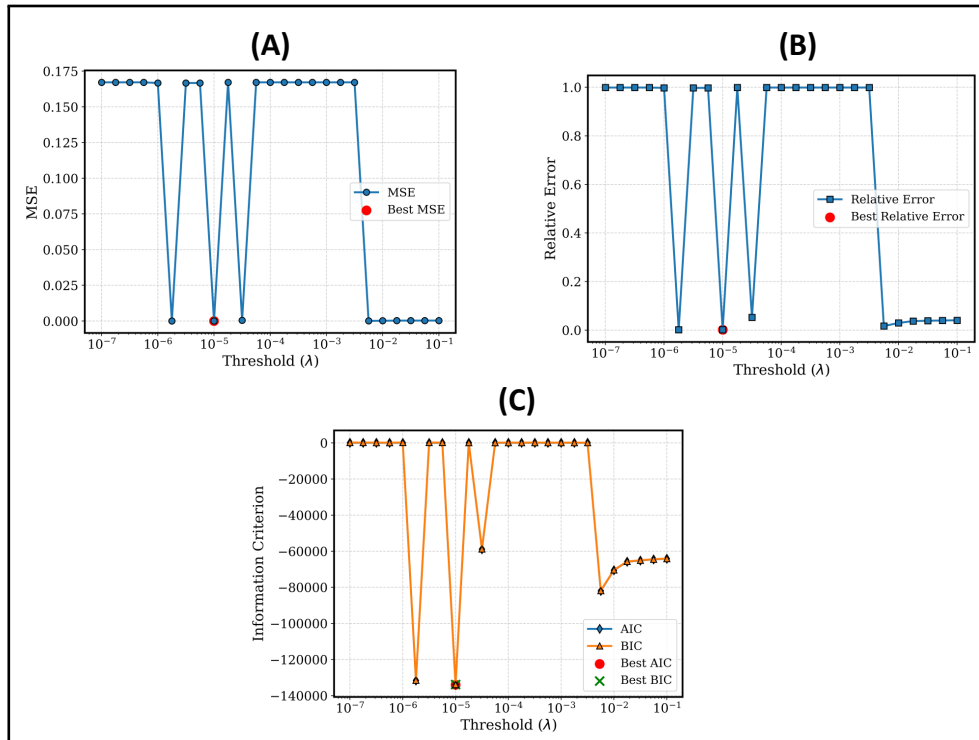 (A)
0.175
0.150
0.125
0.100
0.075
0.050
0.025
0.000
MSE
MSE
Best MSE
10⁻⁷ 10⁻⁶ 10⁻⁵ 10⁻⁴ 10⁻³ 10⁻² 10⁻¹
Threshold (λ)
(B)
1.0
0.8
0.6
0.4
0.2
0.0
Relative Error
Relative Error
Best Relative Error
10⁻⁷ 10⁻⁶ 10⁻⁵ 10⁻⁴ 10⁻³ 10⁻² 10⁻¹
Threshold (λ)
(C)
0
−20000
−40000
−60000
−80000
−100000
−120000
−140000
Information Criterion
AIC
BIC
Best AIC
Best BIC
10⁻⁷ 10⁻⁶ 10⁻⁵ 10⁻⁴ 10⁻³ 10⁻² 10⁻¹
Threshold (λ)